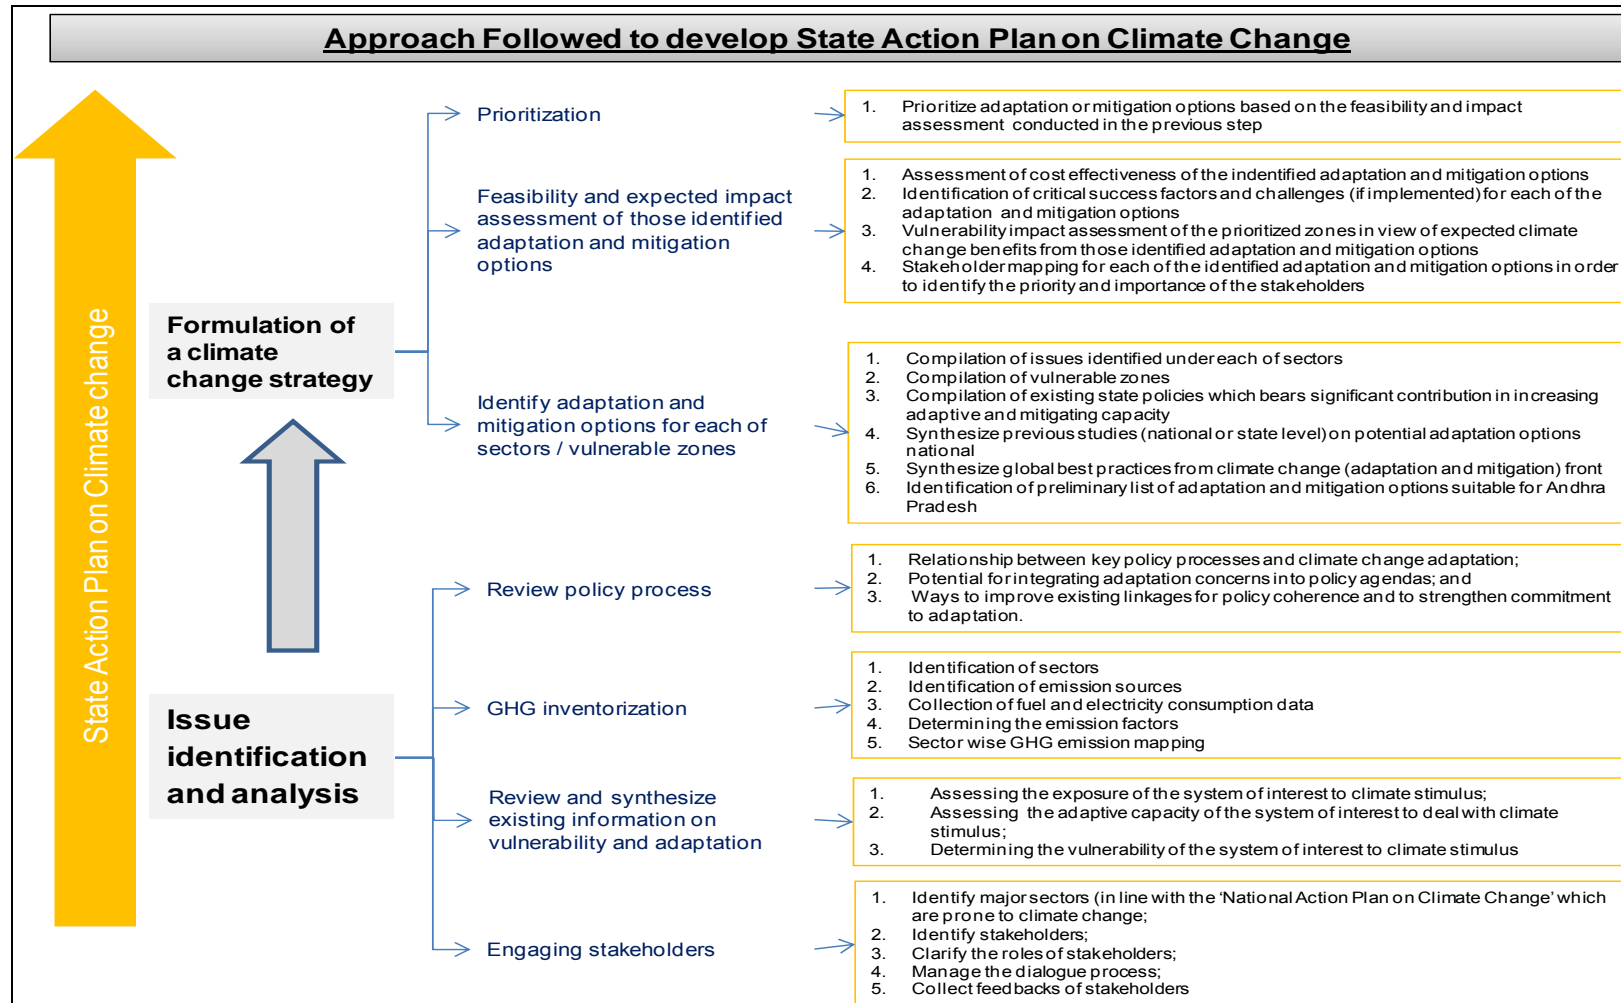 Approach Followed to develop State Action Plan on Climate Change
State Action Plan on Climate change
Formulation of
a climate
change strategy
Prioritization
1. Prioritize adaptation or mitigation options based on the feasibility and impact
assessment conducted in the previous step
Feasibility and expected impact
assessment of those identified
adaptation and mitigation
options
1. Assessment of cost effectiveness of the indentified adaptation and mitigation options
2. Identification of critical success factors and challenges (if implemented) for each of the
adaptation and mitigation options
3. Vulnerability impact assessment of the prioritized zones in view of expected climate
change benefits from those identified adaptation and mitigation options
4. Stakeholder mapping for each of the identified adaptation and mitigation options in order
to identify the priority and importance of the stakeholders
Identify adaptation and
mitigation options for each of
sectors / vulnerable zones
1. Compilation of issues identified under each of sectors
2. Compilation of vulnerable zones
3. Compilation of existing state policies which bears significant contribution in increasing
adaptive and mitigating capacity
4. Synthesize previous studies (national or state level) on potential adaptation options
national
5. Synthesize global best practices from climate change (adaptation and mitigation) front
6. Identification of preliminary list of adaptation and mitigation options suitable for Andhra
Pradesh
Issue
identification
and analysis
Review policy process
1. Relationship between key policy processes and climate change adaptation;
2. Potential for integrating adaptation concerns into policy agendas; and
3. Ways to improve existing linkages for policy coherence and to strengthen commitment
to adaptation.
GHG inventorization
1. Identification of sectors
2. Identification of emission sources
3. Collection of fuel and electricity consumption data
4. Determining the emission factors
5. Sector wise GHG emission mapping
Review and synthesize
existing information on
vulnerability and adaptation
1. Assessing the exposure of the system of interest to climate stimulus;
2. Assessing the adaptive capacity of the system of interest to deal with climate
stimulus;
3. Determining the vulnerability of the system of interest to climate stimulus
Engaging stakeholders
1. Identify major sectors (in line with the ‘National Action Plan on Climate Change’ which
are prone to climate change;
2. Identify stakeholders;
3. Clarify the roles of stakeholders;
4. Manage the dialogue process;
5. Collect feedbacks of stakeholders